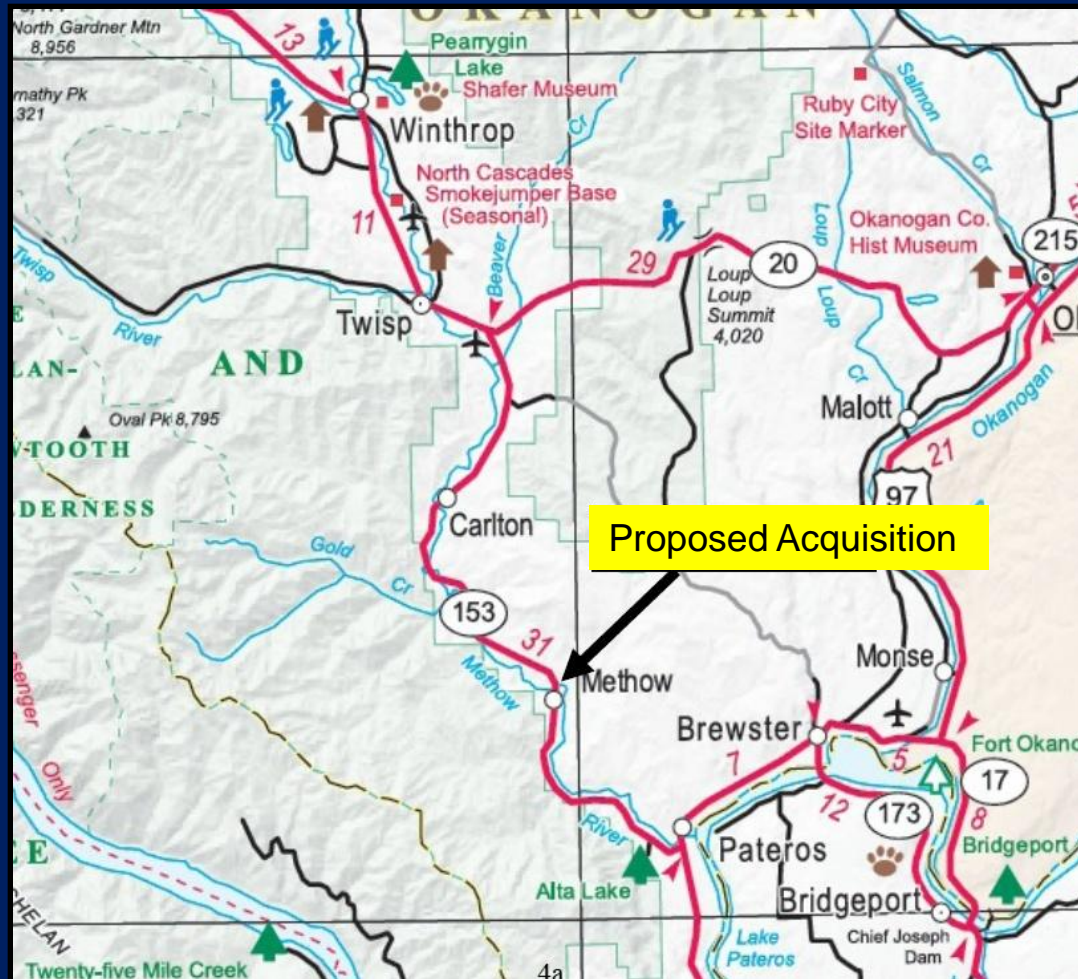 OKANOGAN
North Gardner Mtn
8,956
13
Pearrygin
Lake
Shafer Museum
Salmon
Cr
Ruby City
Site Marker
Winthrop
Cr
North Cascades
Smokejumper Base
(Seasonal)
11
Beaver
29
Loup
Loup
Cr
Okanogan Co.
Hist Museum
215
20
Loup
Loup
Summit
4,020
Twisp
River
Twisp
AND
Oval Pk 8,795
Malott
21
Okanogan
97
Carlton
Proposed Acquisition
Gold
Cr
153
31
Methow
Methow
River
Monse
Brewster
7
5
12
173
17
8
Fort Okano
Pateros
Alta Lake
Bridgeport
Bridgeport
Chief Joseph
Dam
Lake
Pateros
Only
Twenty-five Mile Creek
4a